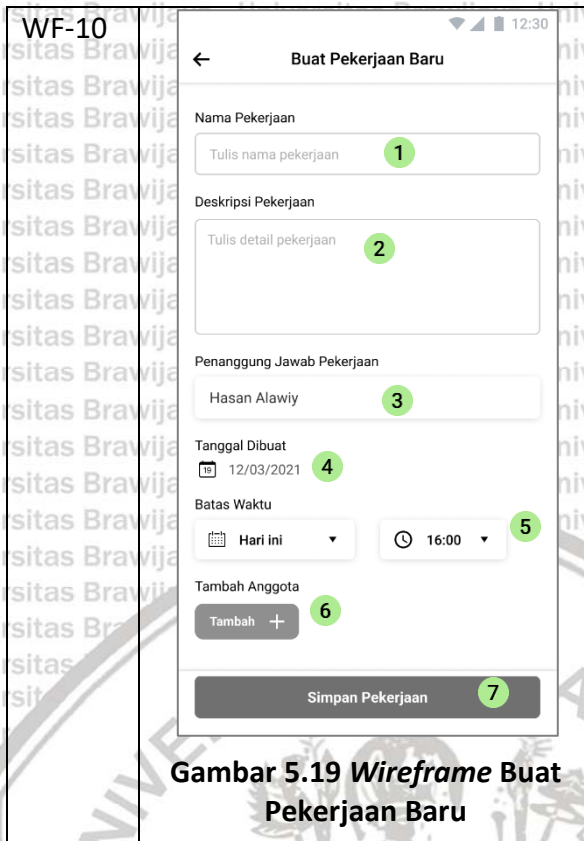 WF-10
12:30
Buat Pekerjaan Baru
Nama Pekerjaan
Tulis nama pekerjaan
1
Deskripsi Pekerjaan
Tulis detail pekerjaan
2
Penanggung Jawab Pekerjaan
Hasan Alawiy
3
Tanggal Dibuat
19 12/03/2021 4
Batas Waktu
Hari ini 16:00 5
Tambah Anggota
Tambah + 6
Simpan Pekerjaan 7
Gambar 5.19 Wireframe Buat
Pekerjaan Baru